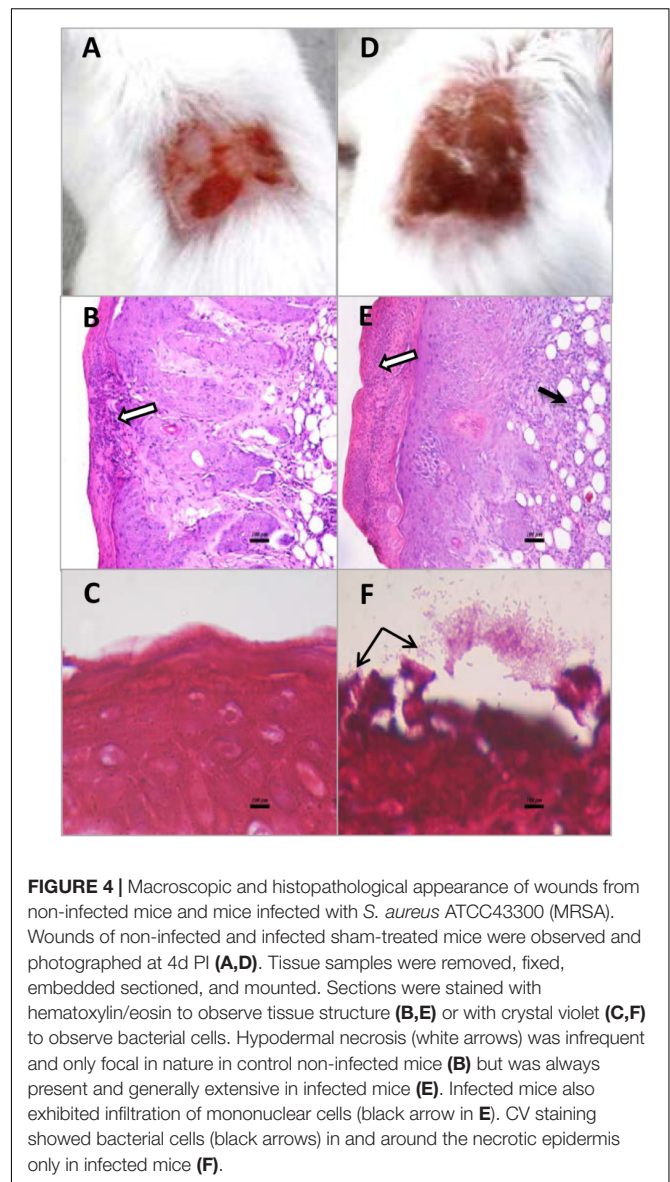 A
D
B
E
C
F
FIGURE 4 | Macroscopic and histopathological appearance of wounds from
non-infected mice and mice infected with S. aureus ATCC43300 (MRSA).
Wounds of non-infected and infected sham-treated mice were observed and
photographed at 4d PI (A,D). Tissue samples were removed, fixed,
embedded sectioned, and mounted. Sections were stained with
hematoxylin/eosin to observe tissue structure (B,E) or with crystal violet (C,F)
to observe bacterial cells. Hypodermal necrosis (white arrows) was infrequent
and only focal in nature in control non-infected mice (B) but was always
present and generally extensive in infected mice (E). Infected mice also
exhibited infiltration of mononuclear cells (black arrow in E). CV staining
showed bacterial cells (black arrows) in and around the necrotic epidermis
only in infected mice (F).